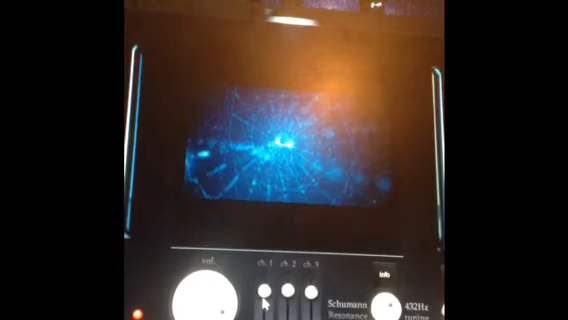 vol.
ch. 1 ch. 2 ch. 3
info
Schumann
Resonance
432Hz
tuning